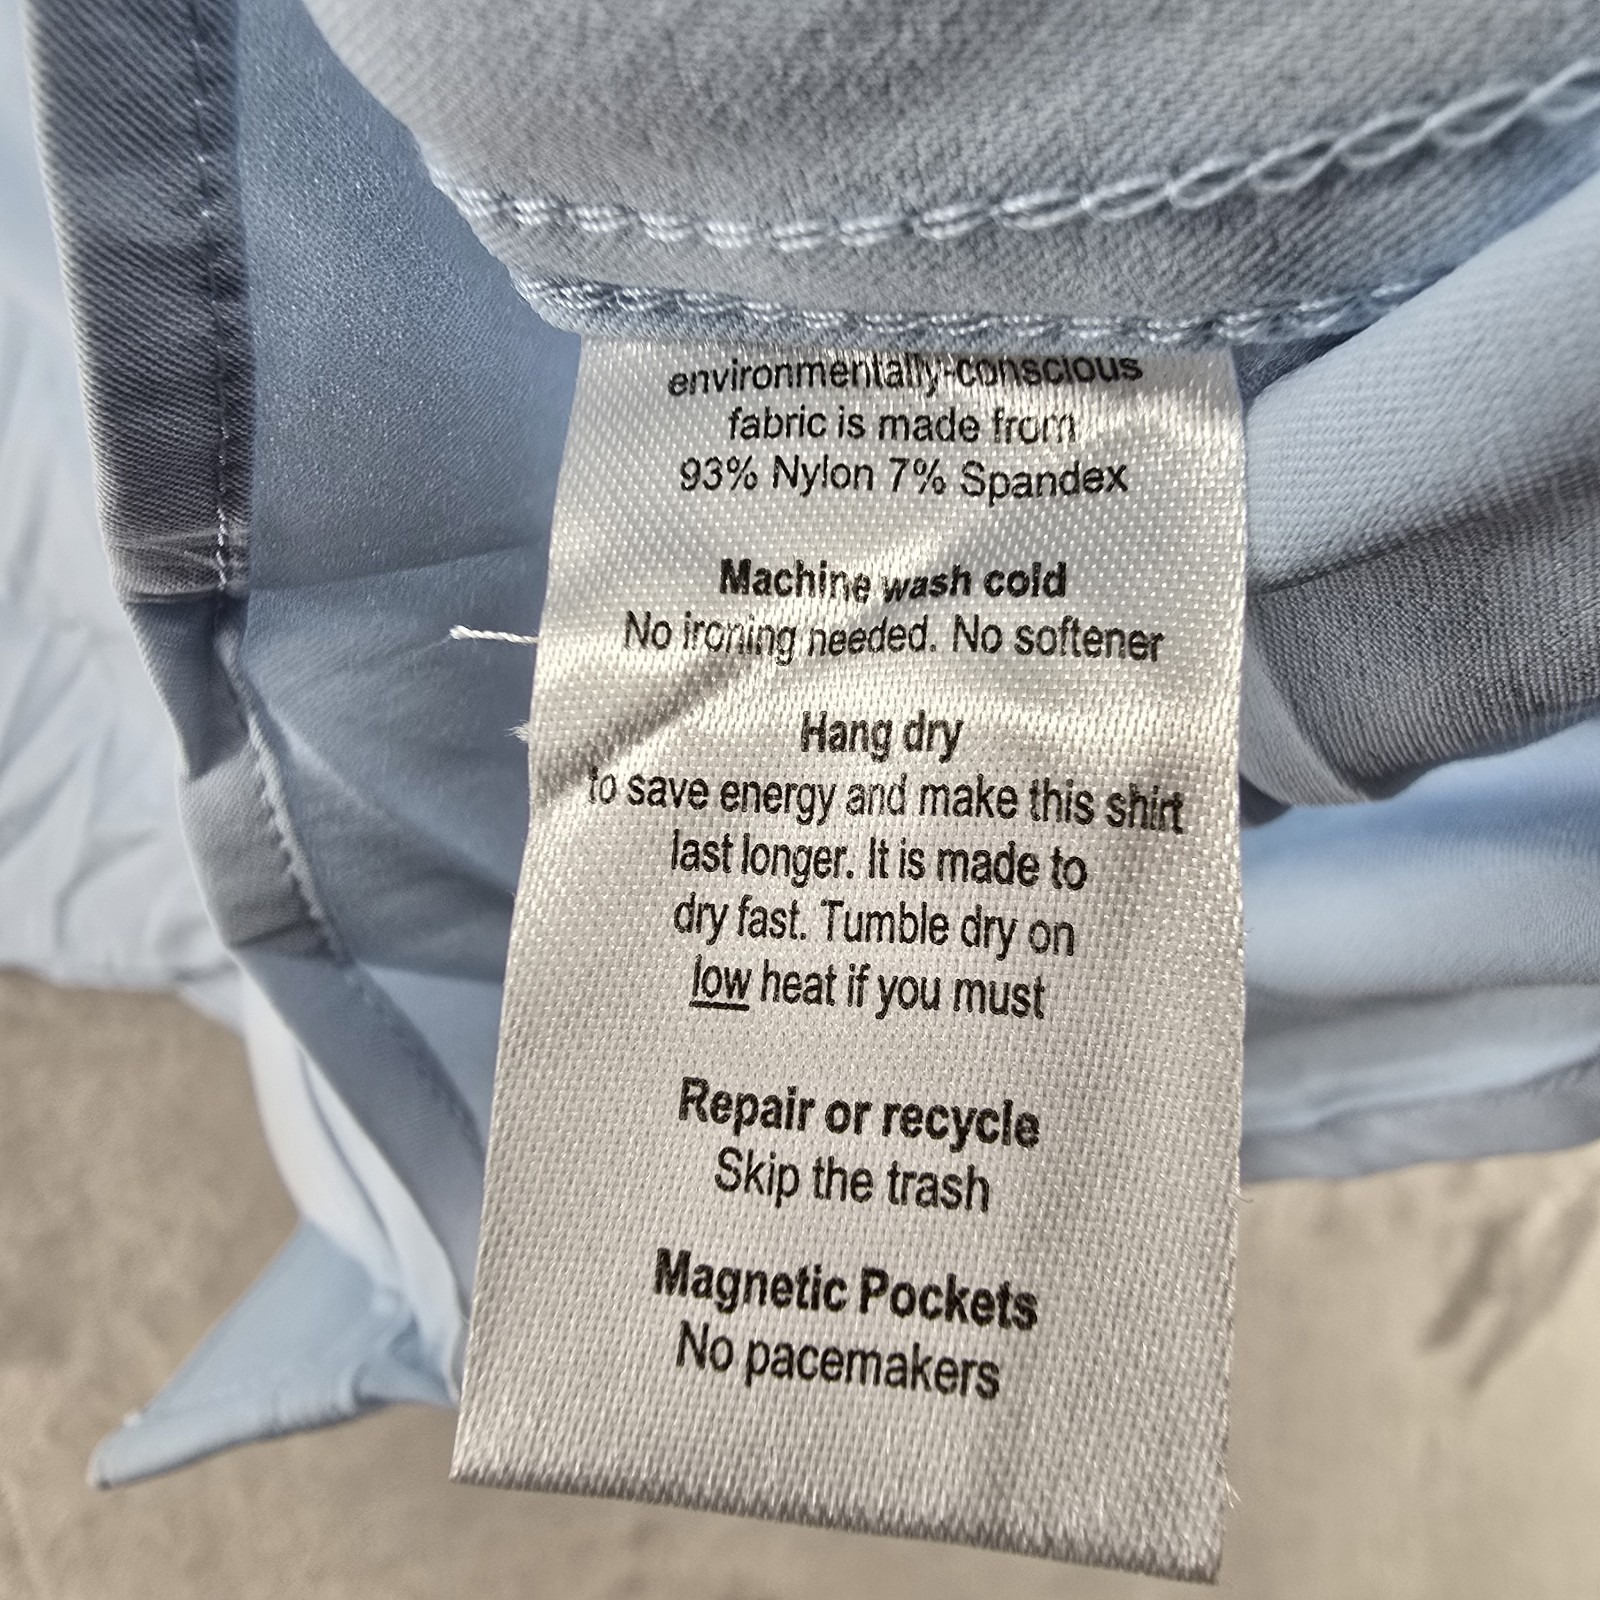 environmentally-conscious
fabric is made from
93% Nylon 7% Spandex
Machine wash cold
No ironing needed. No softener
Hang dry
to save energy and make this shirt
last longer. It is made to
dry fast. Tumble dry on
low heat if you must
Repair or recycle
Skip the trash
Magnetic Pockets
No pacemakers